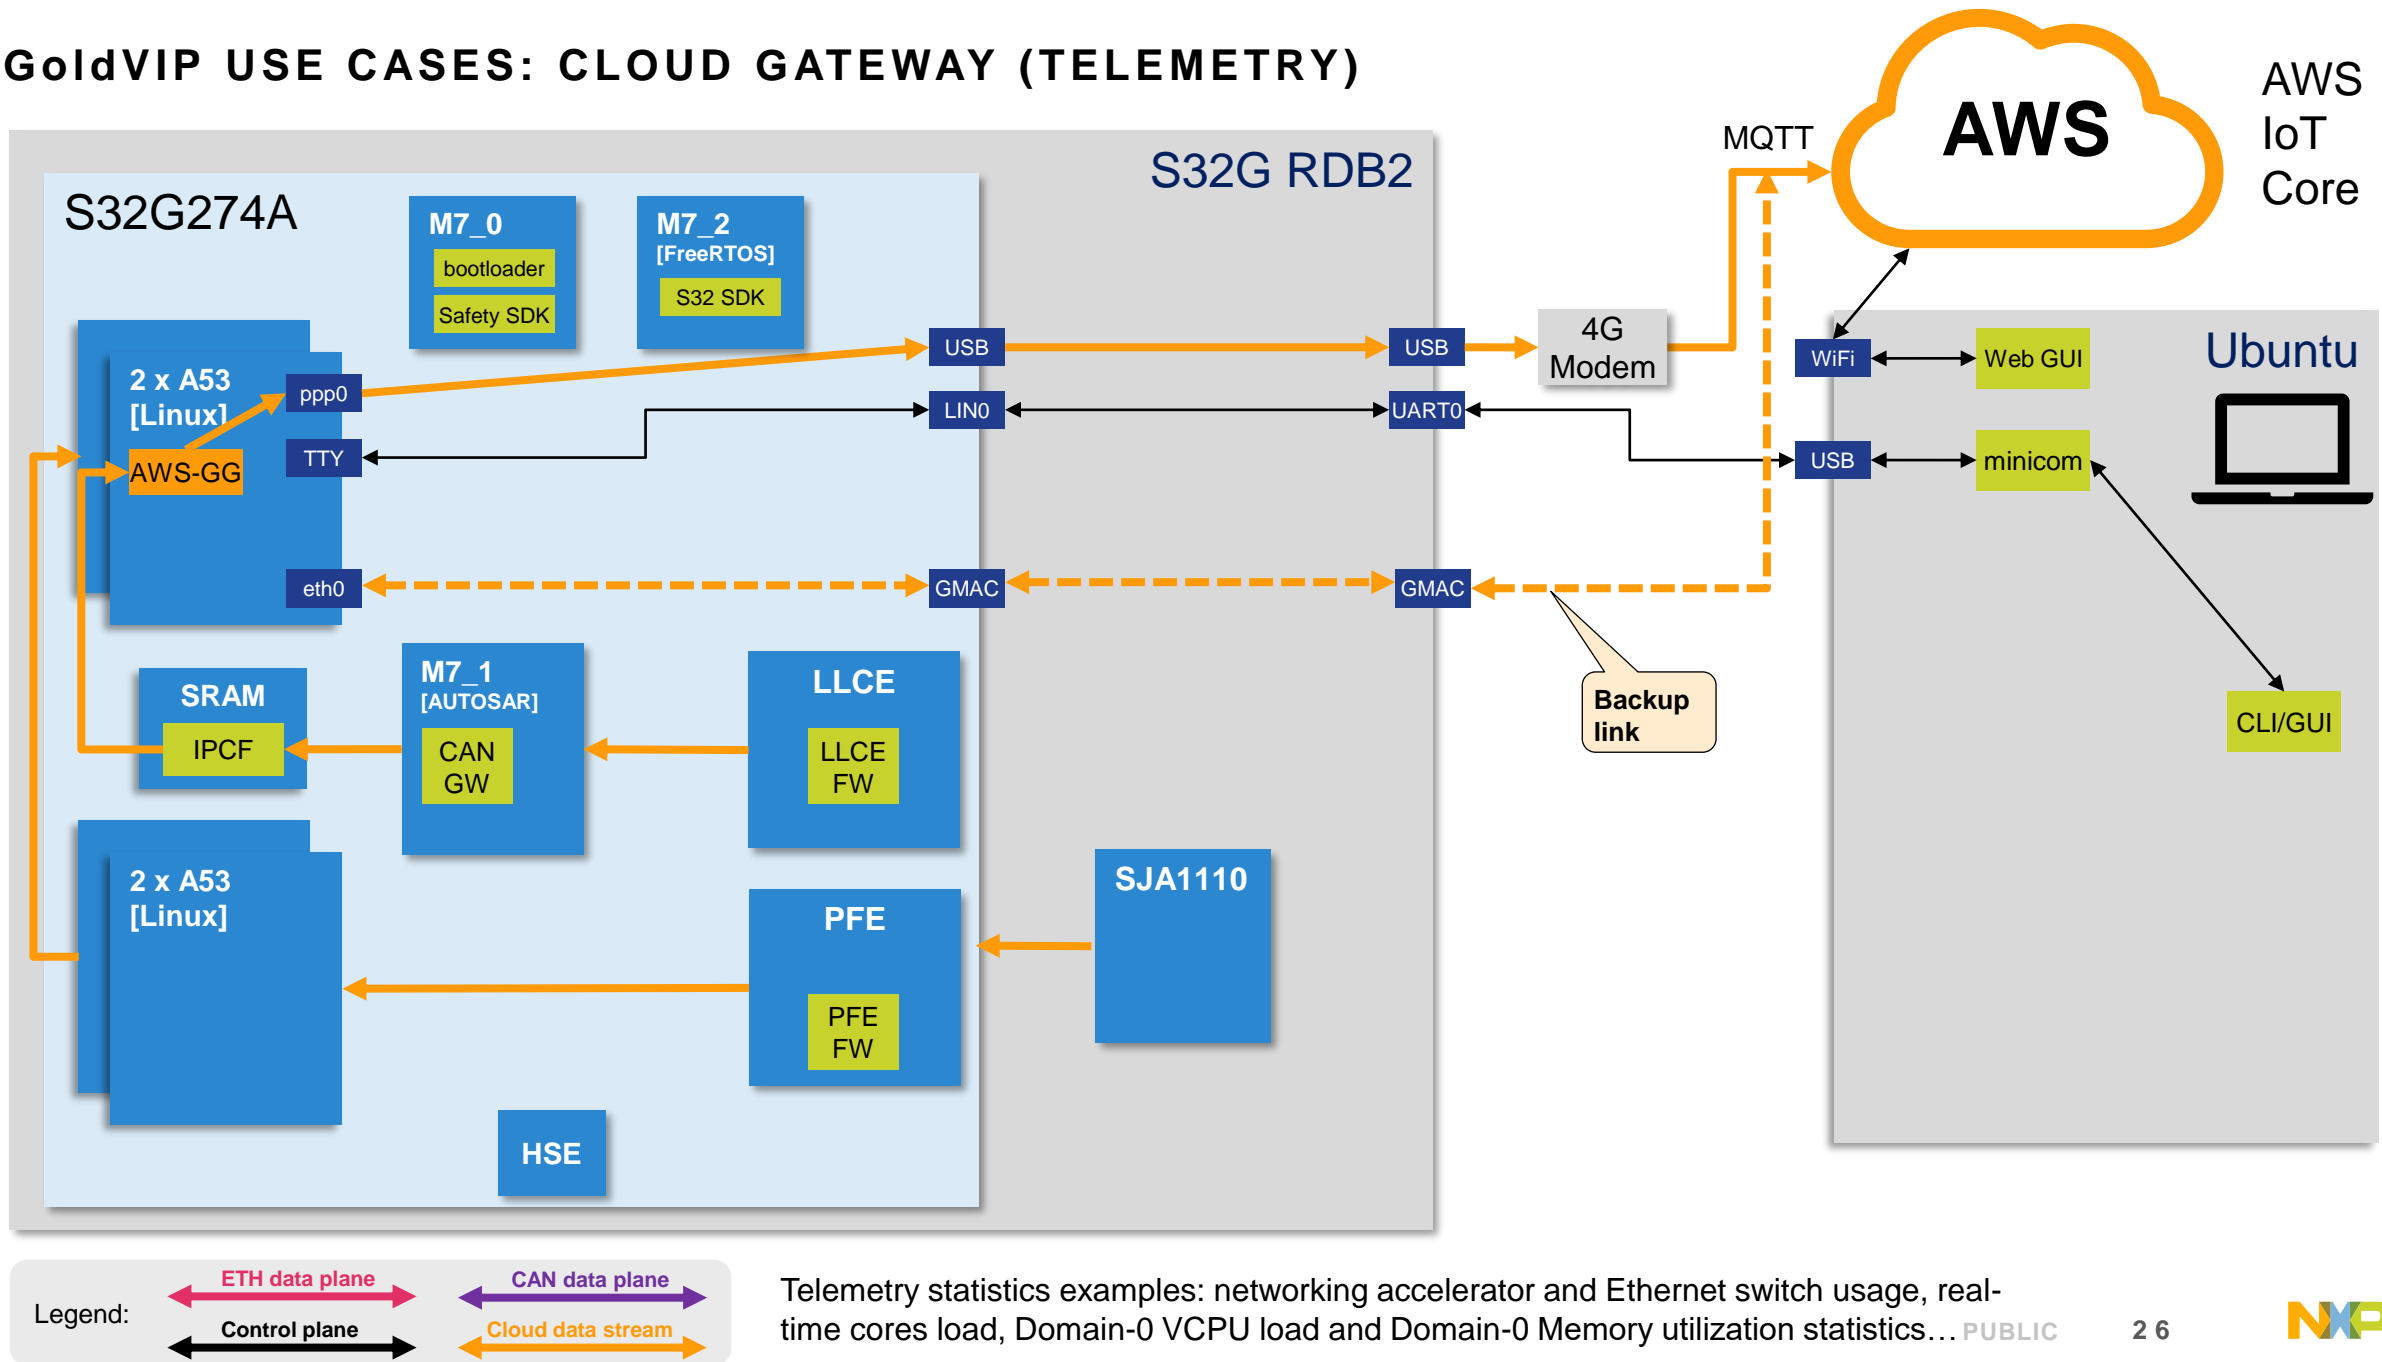 GoldVIP USE CASES: CLOUD GATEWAY (TELEMETRY)
AWS
AWS
IoT
Core
MQTT
S32G RDB2
S32G274A
M7_0
bootloader
Safety SDK
M7_2
[FreeRTOS]
S32 SDK
2 x A53
[Linux]
AWS-GG
ppp0
TTY
eth0
USB
LIN0
GMAC
USB
UART0
GMAC
4G
Modem
WiFi
USB
Web GUI
minicom
CLI/GUI
Ubuntu
Backup
link
SRAM
IPCF
M7_1
[AUTOSAR]
CAN
GW
LLCE
LLCE
FW
2 x A53
[Linux]
PFE
PFE
FW
SJA1110
HSE
Legend:
ETH data plane
CAN data plane
Control plane
Cloud data stream
Telemetry statistics examples: networking accelerator and Ethernet switch usage, real-
time cores load, Domain-0 VCPU load and Domain-0 Memory utilization statistics…
PUBLIC
26
NXP